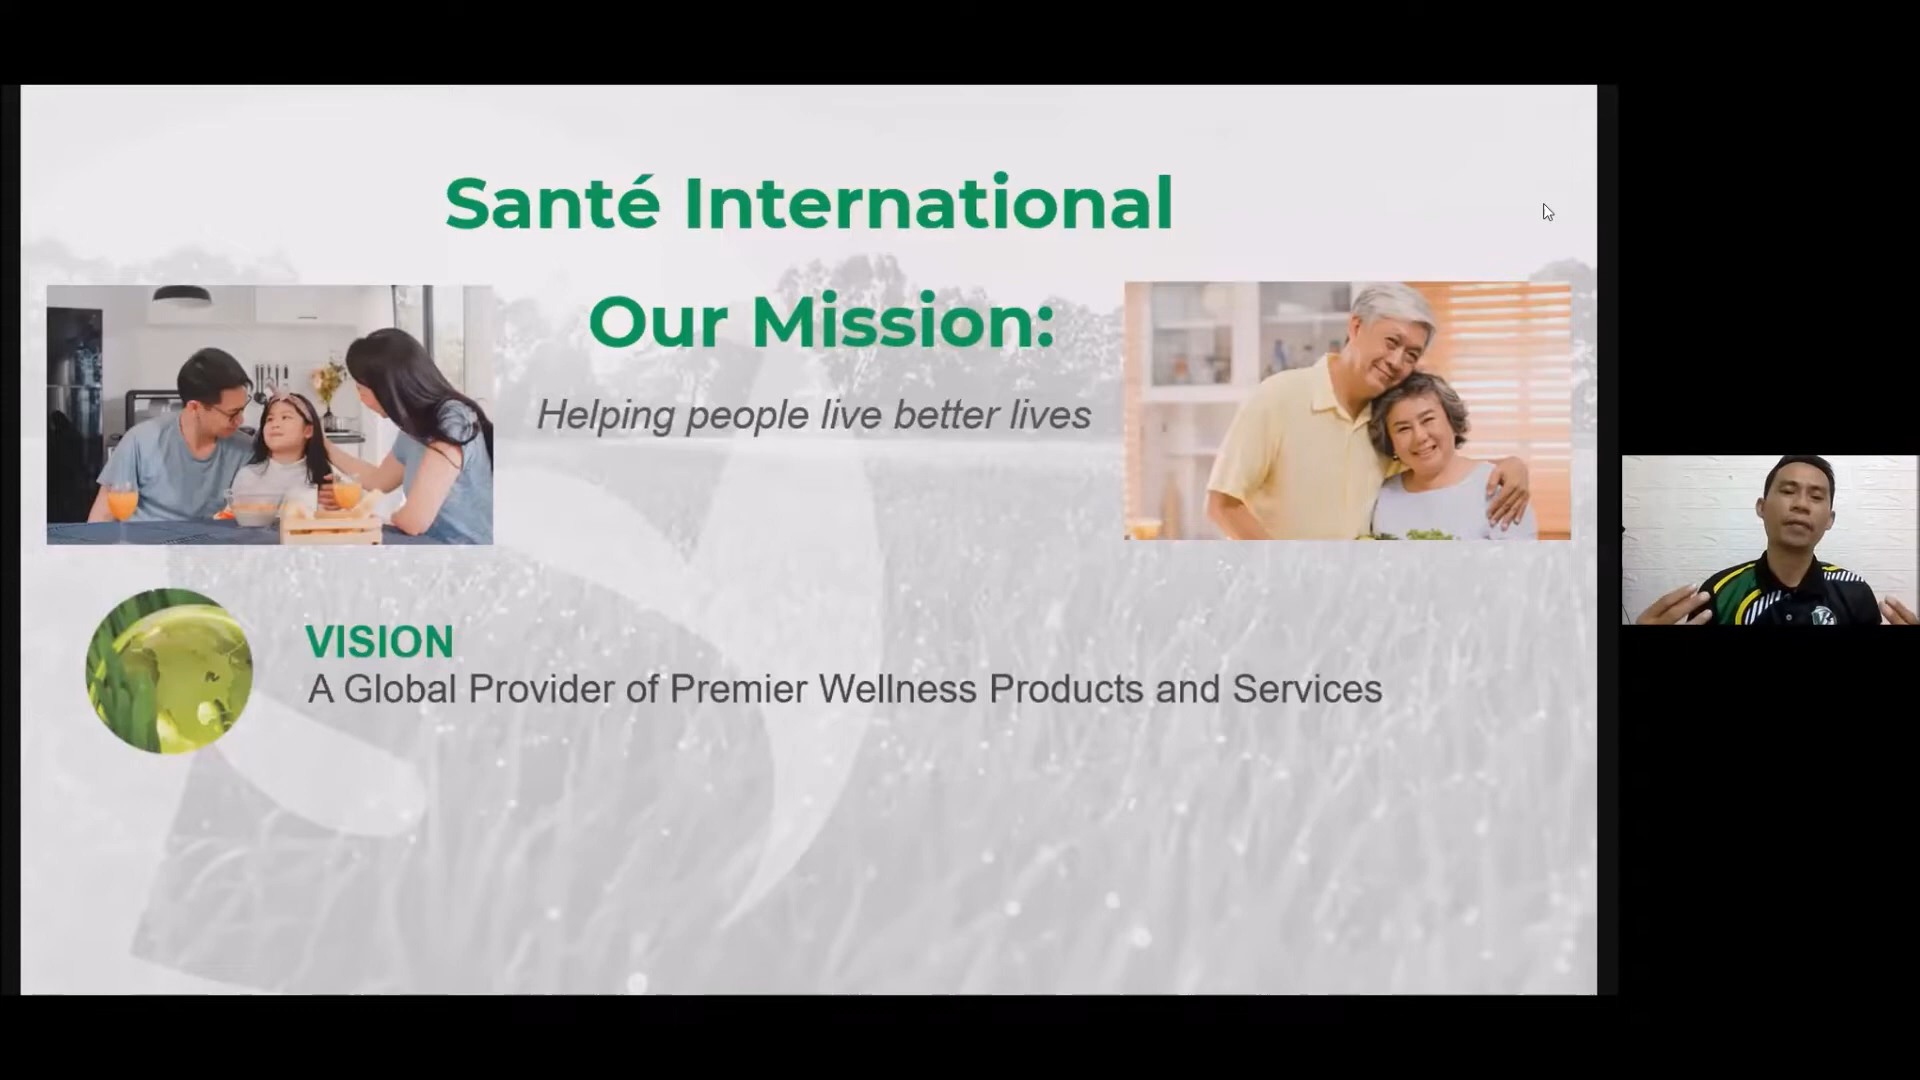 Santé International
Our Mission:
Helping people live better lives
VISION
A Global Provider of Premier Wellness Products and Services